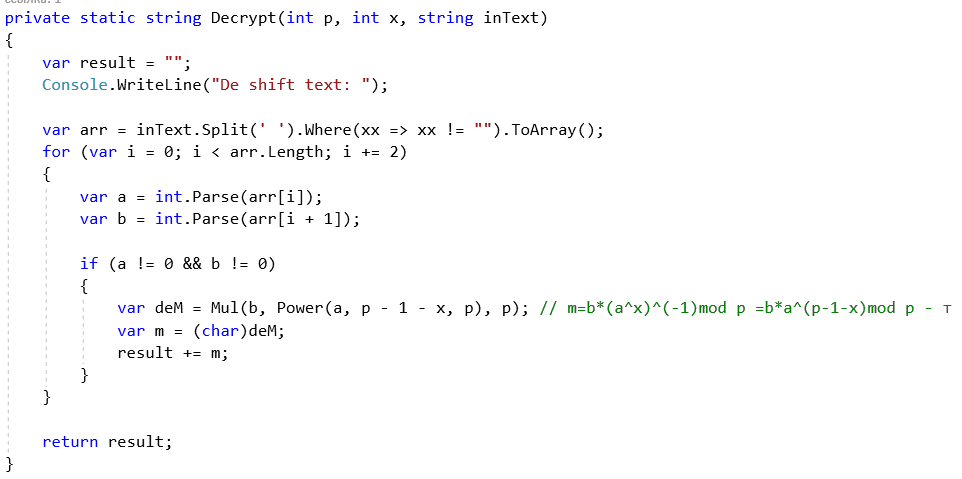 private static string Decrypt(int p, int x, string inText)
{
    var result = "";
    Console.WriteLine("De shift text: ");

    var arr = inText.Split(' ').Where(xx => xx != "").ToArray();
    for (var i = 0; i < arr.Length; i += 2)
    {
        var a = int.Parse(arr[i]);
        var b = int.Parse(arr[i + 1]);

        if (a != 0 && b != 0)
        {
            var deM = Mul(b, Power(a, p - 1 - x, p), p); // m=b*(a^x)^(-1)mod p =b*a^(p-1-x)mod p - т
            var m = (char)deM;
            result += m;
        }
    }

    return result;
}